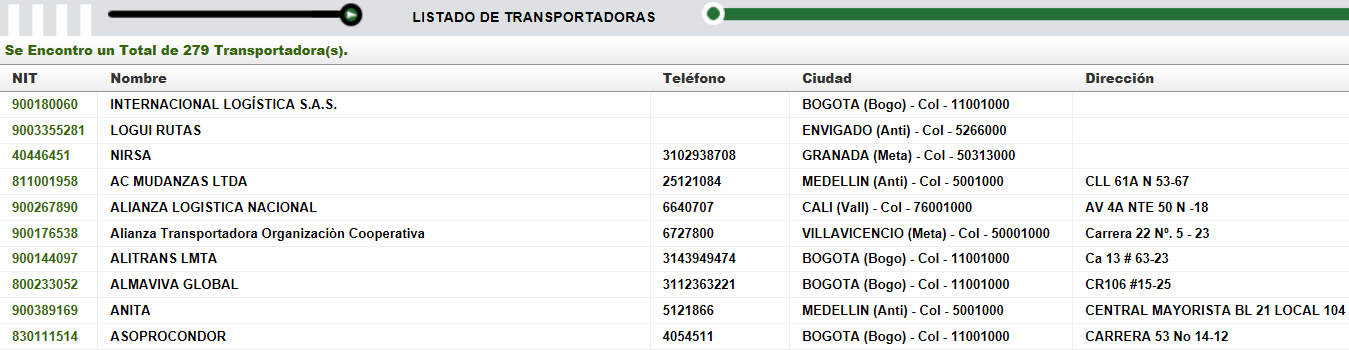 LISTADO DE TRANSPORTADORAS
Se Encontro un Total de 279 Transportadora(s).
NIT Nombre Teléfono Ciudad Dirección
900180060 INTERNACIONAL LOGÍSTICA S.A.S. BOGOTA (Bogo) - Col - 11001000
9003355281 LOGUI RUTAS ENVIGADO (Anti) - Col - 5266000
40446451 NIRSA 3102938708 GRANADA (Meta) - Col - 50313000
811001958 AC MUDANZAS LTDA 25121084 MEDELLIN (Anti) - Col - 5001000 CLL 61A N 53-67
900267890 ALIANZA LOGISTICA NACIONAL 6640707 CALI (Vall) - Col - 76001000 AV 4A NTE 50 N -18
900176538 Alianza Transportadora Organizaciòn Cooperativa 6727800 VILLAVICENCIO (Meta) - Col - 50001000 Carrera 22 Nº. 5 - 23
900144097 ALITRANS LMTA 3143949474 BOGOTA (Bogo) - Col - 11001000 Ca 13 # 63-23
800233052 ALMAVIVA GLOBAL 3112363221 BOGOTA (Bogo) - Col - 11001000 CR106 #15-25
900389169 ANITA 5121866 MEDELLIN (Anti) - Col - 5001000 CENTRAL MAYORISTA BL 21 LOCAL 104
830111514 ASOPROCONDOR 4054511 BOGOTA (Bogo) - Col - 11001000 CARRERA 53 No 14-12